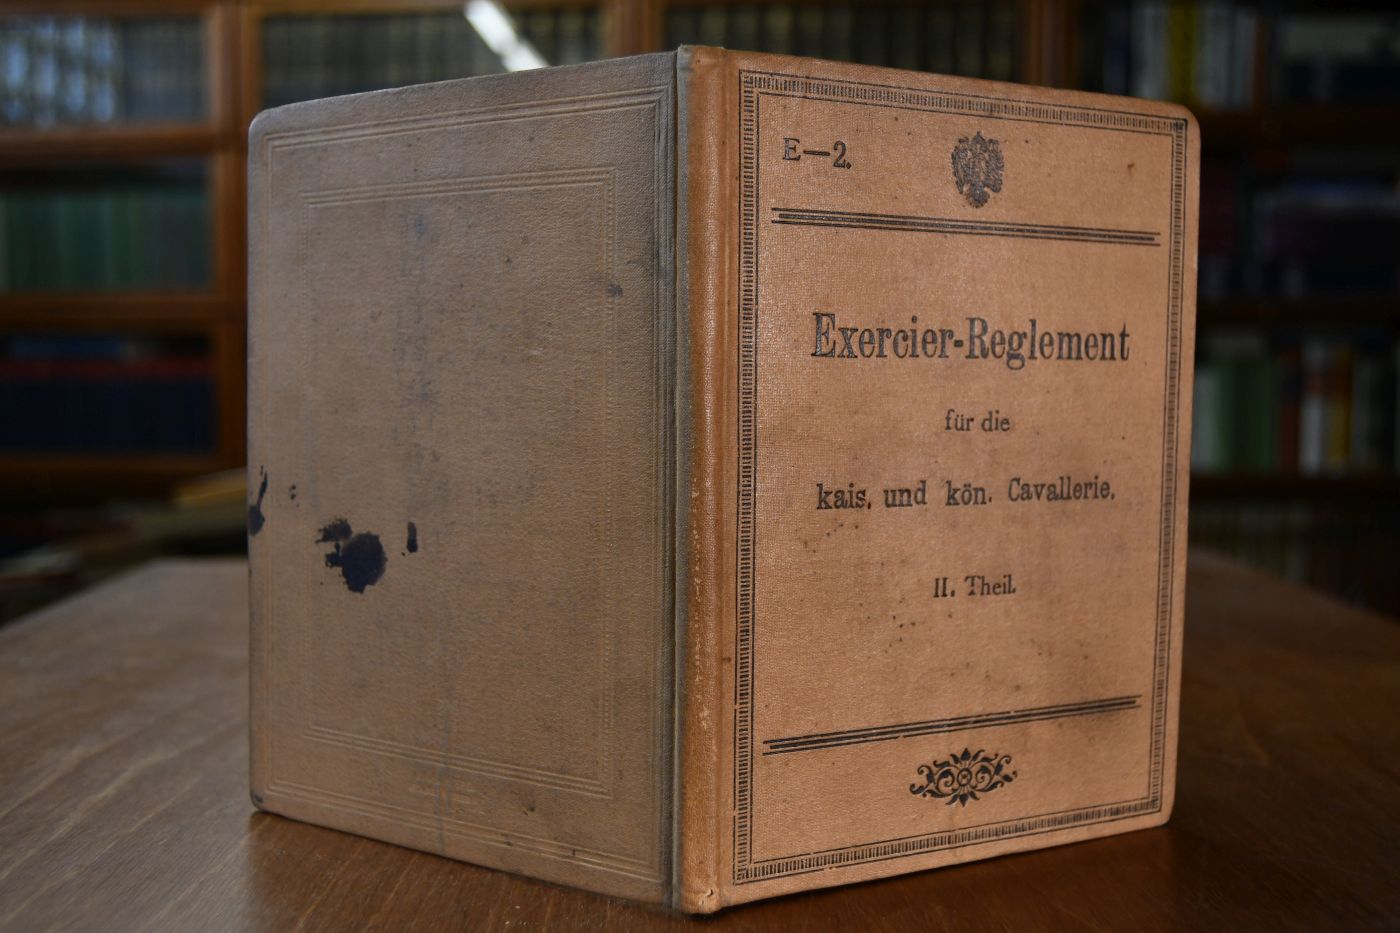 E—2.
Exercier-Reglement
für die
kais. und kön. Cavallerie.
II. Theil.